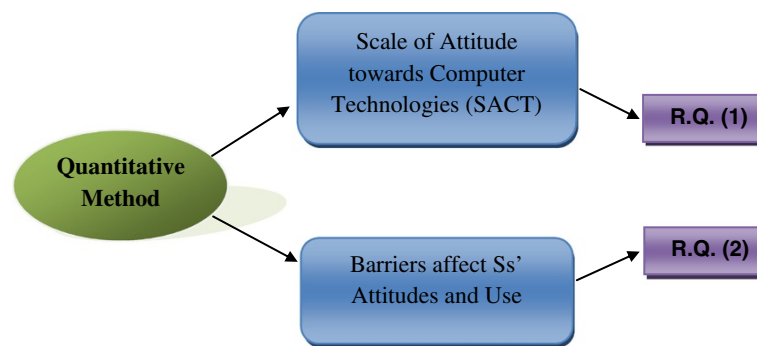 Scale of Attitude
towards Computer
Technologies (SACT)
R.Q. (1)
Quantitative
Method
R.Q. (2)
Barriers affect Ss’
Attitudes and Use